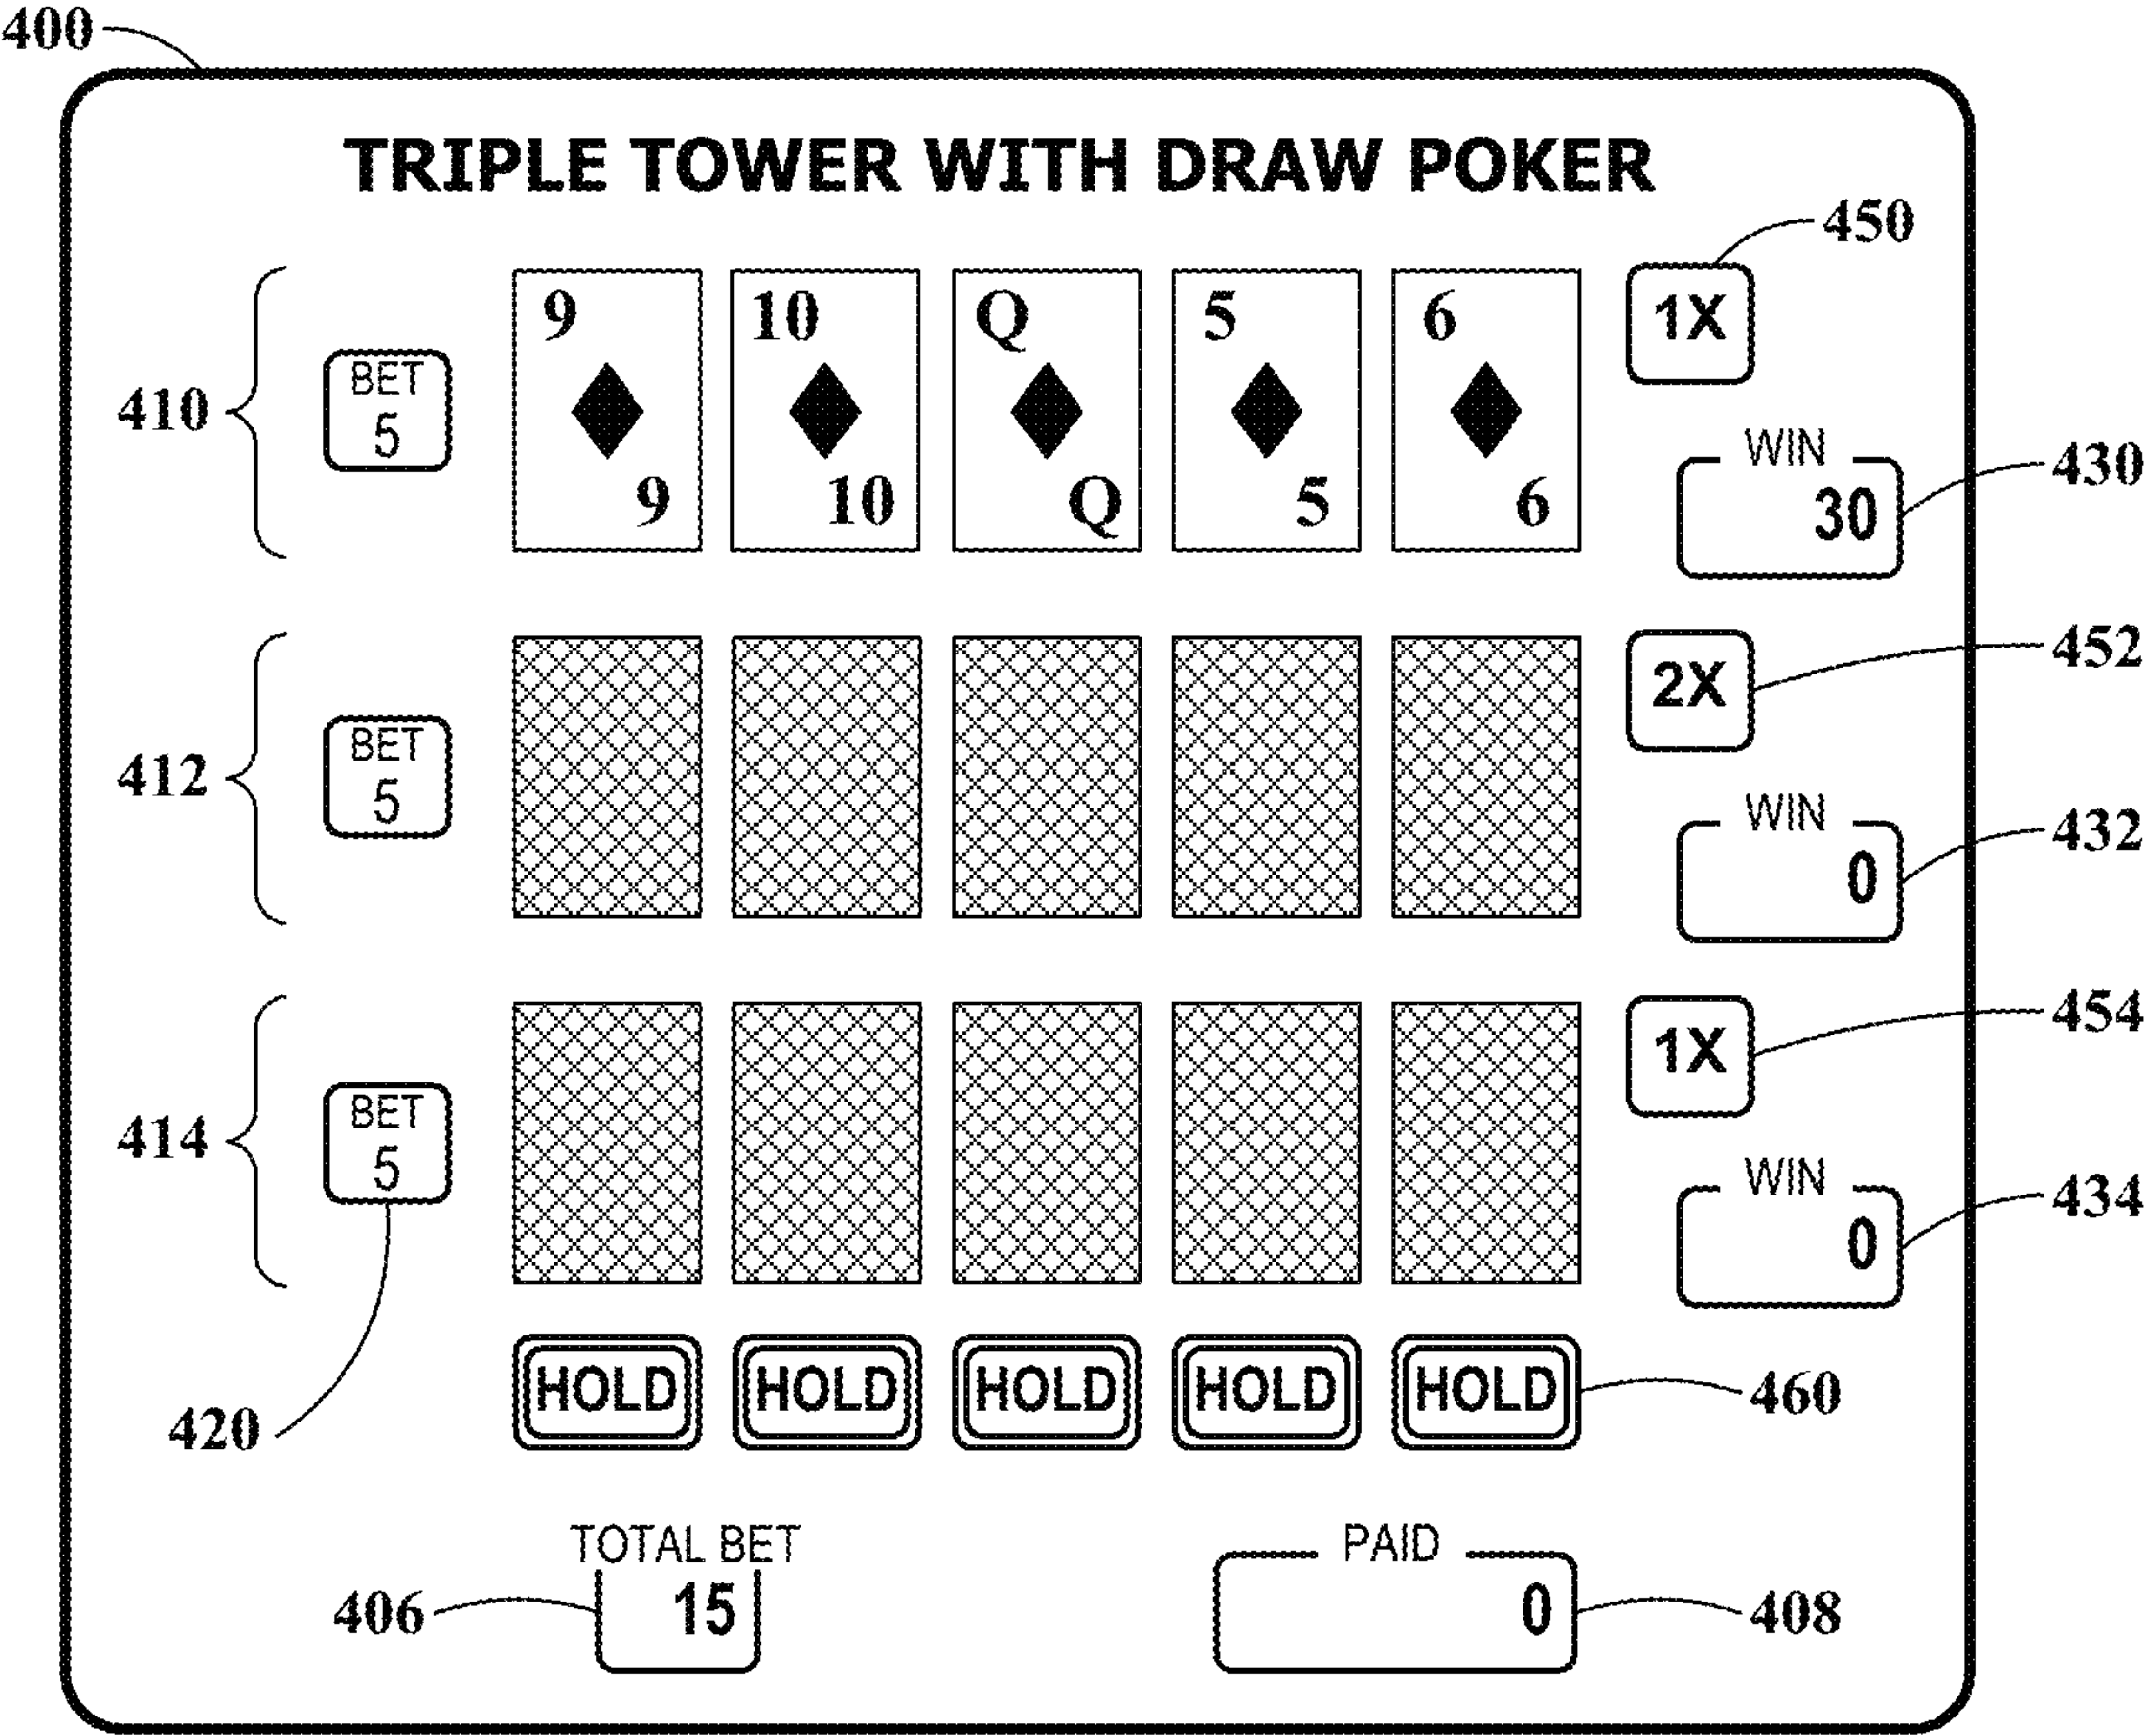 400
TRIPLE TOWER WITH DRAW POKER
450
9 10 Q 5 6 1X
410 BET
5
WIN
30 430
9 10 Q 5 6
2X 452
412 BET
5
WIN
0 432
1X 454
414 BET
5
WIN
0 434
HOLD HOLD HOLD HOLD HOLD 460
420
TOTAL BET PAID
406 15 0 408